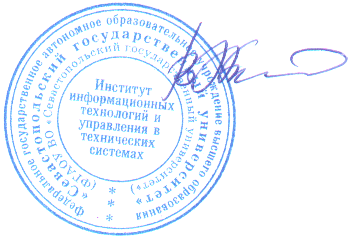 Федеральное государственное автономное образовательное учреждение высшего образования
«Севастопольский государственный университет»
(ФГАОУ ВО «Севастопольский государственный университет»)
Институт
информационных
технологий и
управления в
технических
системах
* * *